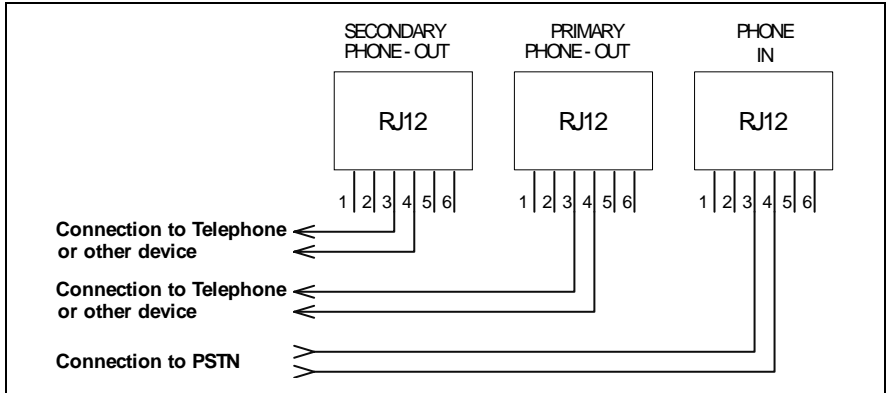 SECONDARY
PHONE - OUT
PRIMARY
PHONE - OUT
PHONE
IN
RJ12
RJ12
RJ12
1 2 3 4 5 6
1 2 3 4 5 6
1 2 3 4 5 6
Connection to Telephone
or other device
Connection to Telephone
or other device
Connection to PSTN